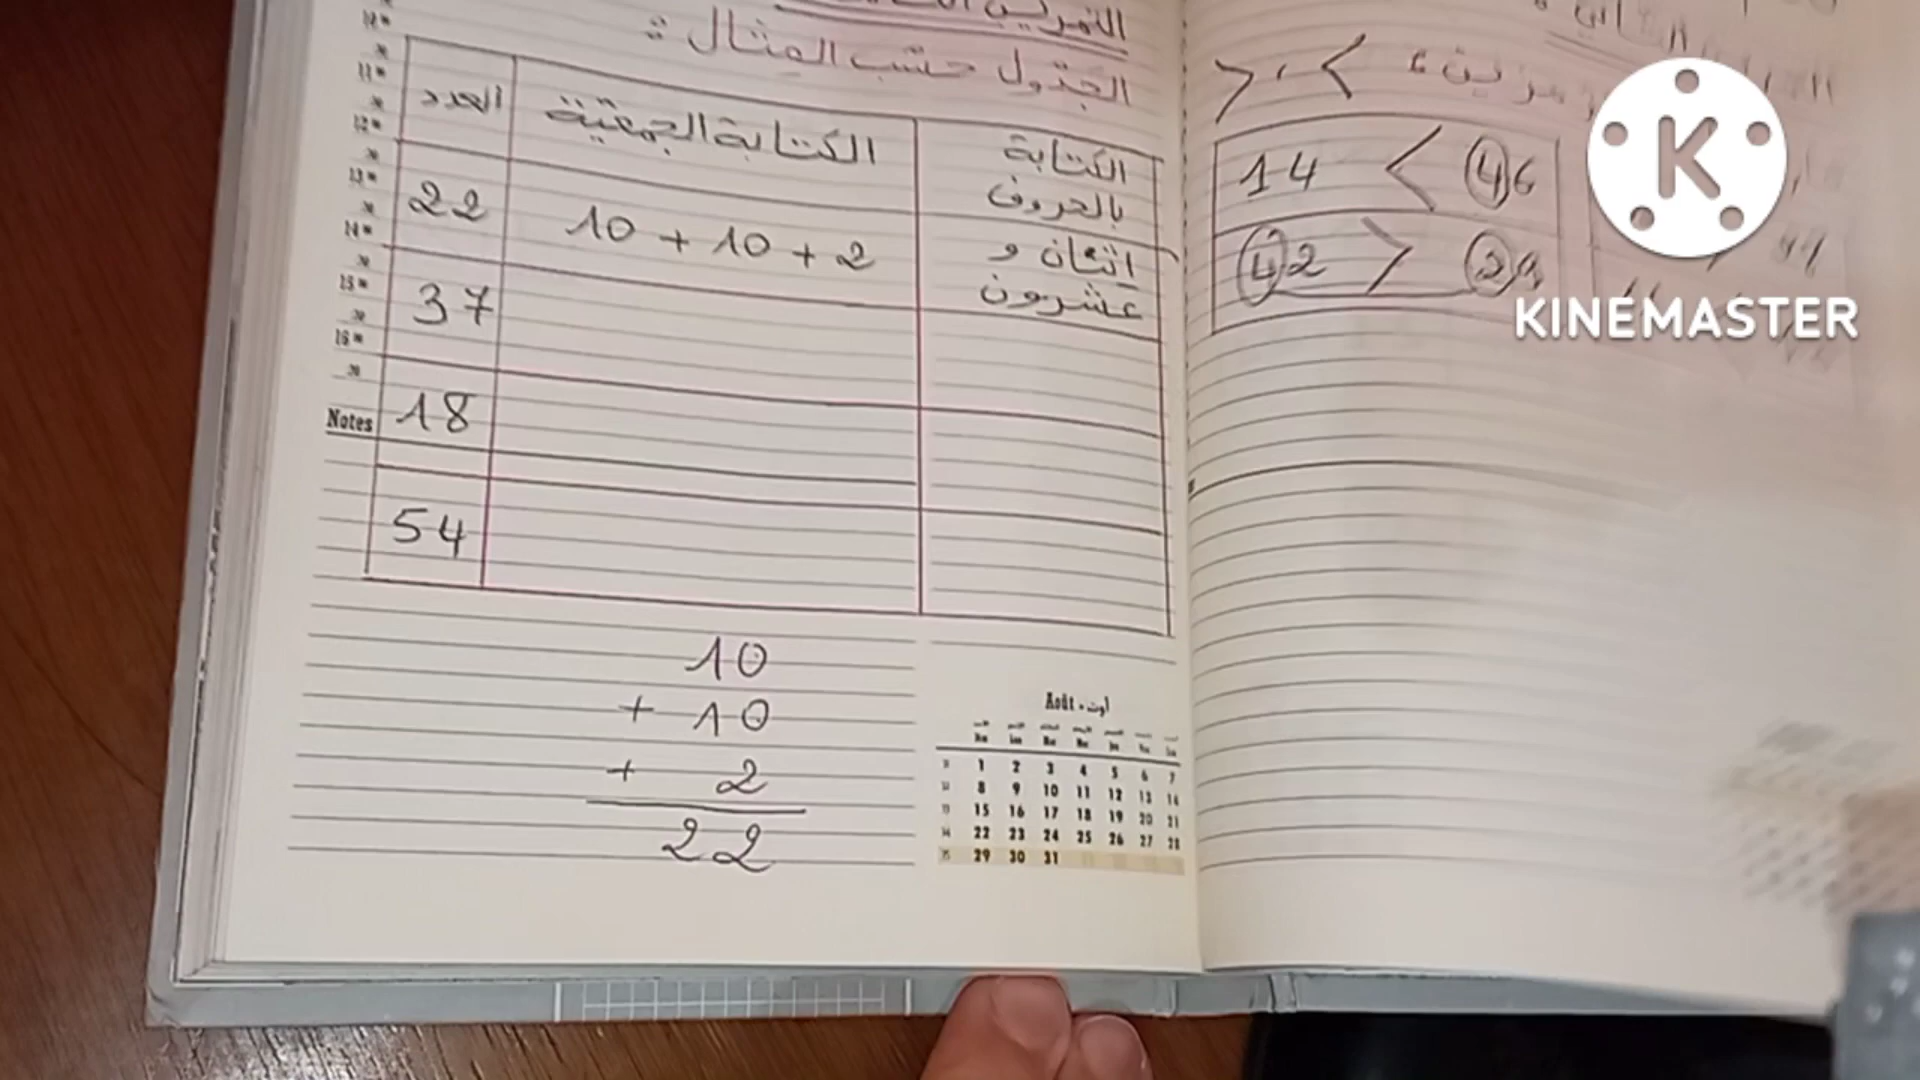 الجدول حسب المثال :
العدد
الكتابة الجمعية
الكتابة
بالحروف
22
10 + 10 + 2
اثنان و
عشرون
37
18
54
10
+ 10
+ 2
22
Notes
Août - أوت
1 2 3 4 5 6 7
8 9 10 11 12 13 14
15 16 17 18 19 20 21
22 23 24 25 26 27 28
29 30 31
> , <
14 < 46
42 >
K
KINEMASTER